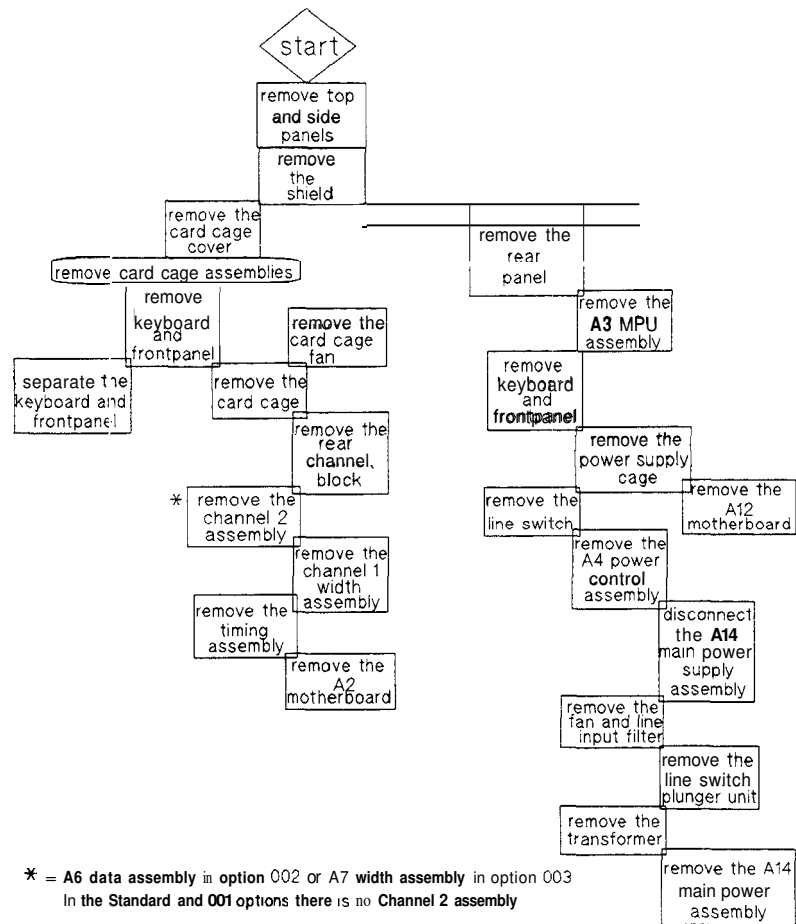 start
remove top
and side
panels
remove
the
shield
remove the
card cage
cover
remove card cage assemblies
remove
keyboard
and
frontpanel
separate the
keyboard and
frontpanel
remove the
card cage
fan
remove the
card cage
remove the
rear
channel,
block
* remove the
channel 2
assembly
remove the
channel 1
width
assembly
remove the
timing
assembly
remove the
A2
motherboard
remove the
rear
panel
remove the
A3 MPU
assembly
remove
keyboard
and
frontpanel
remove the
power supply
cage
remove the
line switch
remove the
A12
motherboard
remove the
A4 power
control
assembly
disconnect
the A14
main power
supply
assembly
remove the
fan and line
input filter
remove the
line switch
plunger unit
remove the
transformer
remove the A14
main power
assembly
* = A6 data assembly in option 002 or A7 width assembly in option 003
In the Standard and 001 options there is no Channel 2 assembly